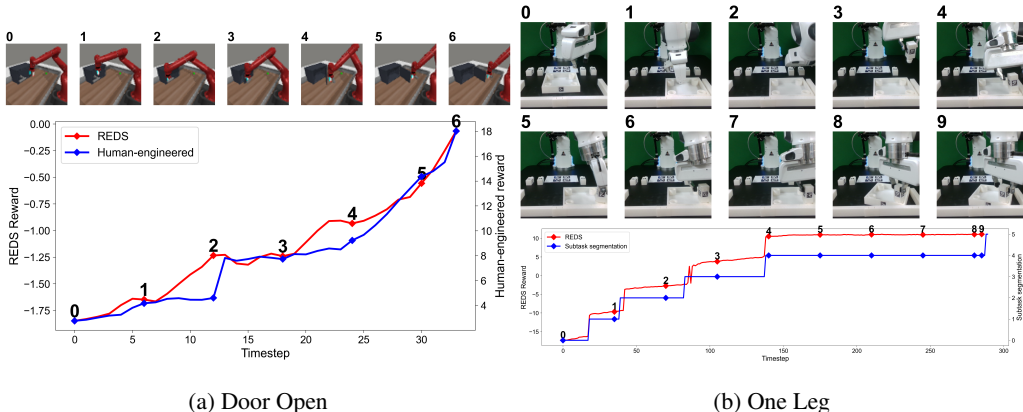 0 1 2 3 4 5 6
0.00
−0.25
−0.50
−0.75
−1.00
−1.25
−1.50
−1.75
REDS Reward
REDS
Human-engineered
0 1 2 3 4 5 6
18
16
14
12
10
8
6
4
Human-engineered reward
0 5 10 15 20 25 30
Timestep
(a) Door Open
0 1 2 3 4
5 6 7 8 9
10
5
0
−5
−10
−15
REDS Reward
REDS
Subtask segmentation
0 1 2 3 4 5 6 7 8 9
5
4
3
2
1
0
Subtask segmentation
0 50 100 150 200 250 300
Timestep
(b) One Leg